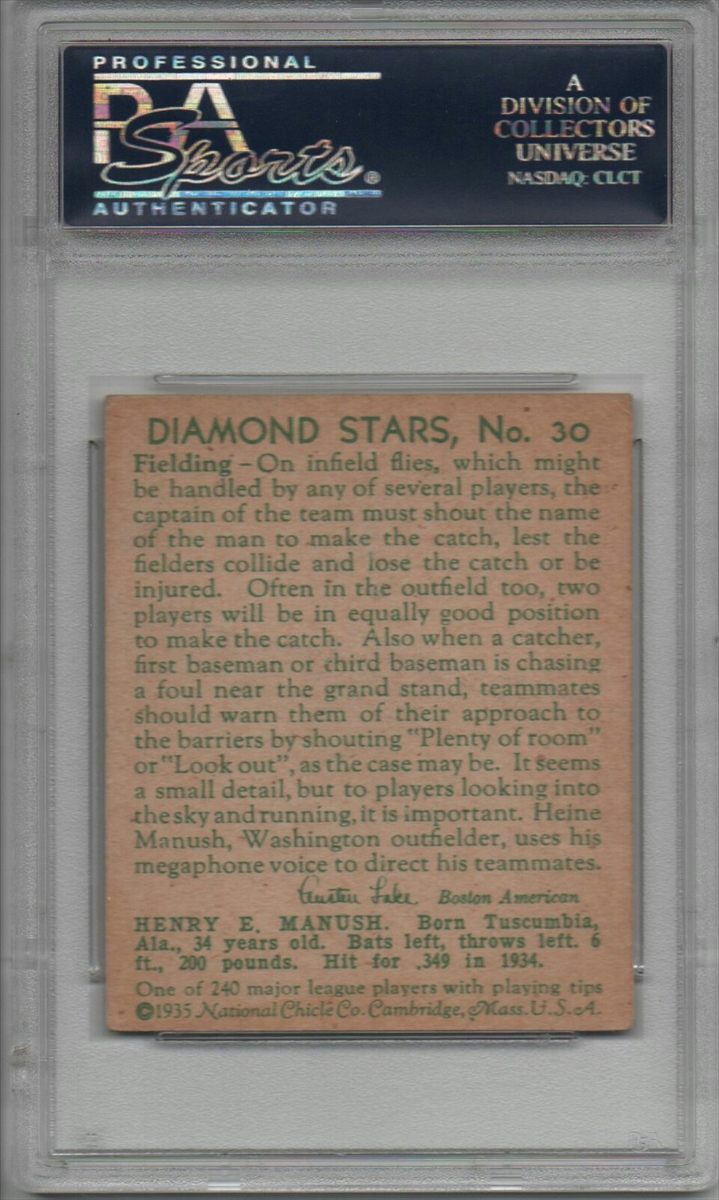 PROFESSIONAL
PSA
Sports®
AUTHENTICATOR
A
DIVISION OF
COLLECTORS
UNIVERSE
NASDAQ: CLCT
DIAMOND STARS, No. 30
Fielding – On infield flies, which might
be handled by any of several players, the
captain of the team must shout the name
of the man to make the catch, lest the
fielders collide and lose the catch or be
injured. Often in the outfield too, two
players will be in equally good position
to make the catch. Also when a catcher,
first baseman or third baseman is chasing
a foul near the grand stand, teammates
should warn them of their approach to
the barriers by shouting "Plenty of room"
or "Look out", as the case may be. It seems
a small detail, but to players looking into
the sky and running, it is important. Heine
Manush, Washington outfielder, uses his
megaphone voice to direct his teammates.
Austen Lake Boston American
HENRY E. MANUSH. Born Tuscumbia,
Ala., 34 years old. Bats left, throws left. 6
ft., 200 pounds. Hit for .349 in 1934.
One of 240 major league players with playing tips
©1935 National Chicle Co. Cambridge, Mass. U.S.A.